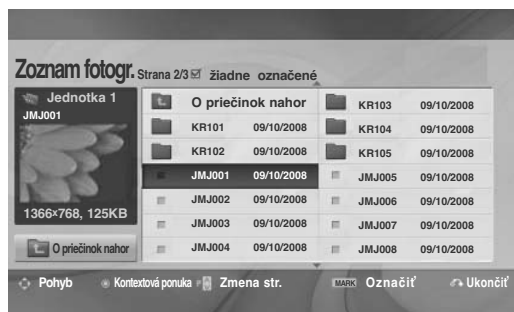 Zoznam fotogr. Strana 2/3 žiadne označené
Jednotka 1
JMJ001
1366×768, 125KB
O priečinok nahor
O priečinok nahor
KR101 09/10/2008
KR102 09/10/2008
JMJ001 09/10/2008
JMJ002 09/10/2008
JMJ003 09/10/2008
JMJ004 09/10/2008
KR103 09/10/2008
KR104 09/10/2008
KR105 09/10/2008
JMJ005 09/10/2008
JMJ006 09/10/2008
JMJ007 09/10/2008
JMJ008 09/10/2008
Pohyb Kontextová ponuka P Zmena str. MARK Označiť Ukončiť